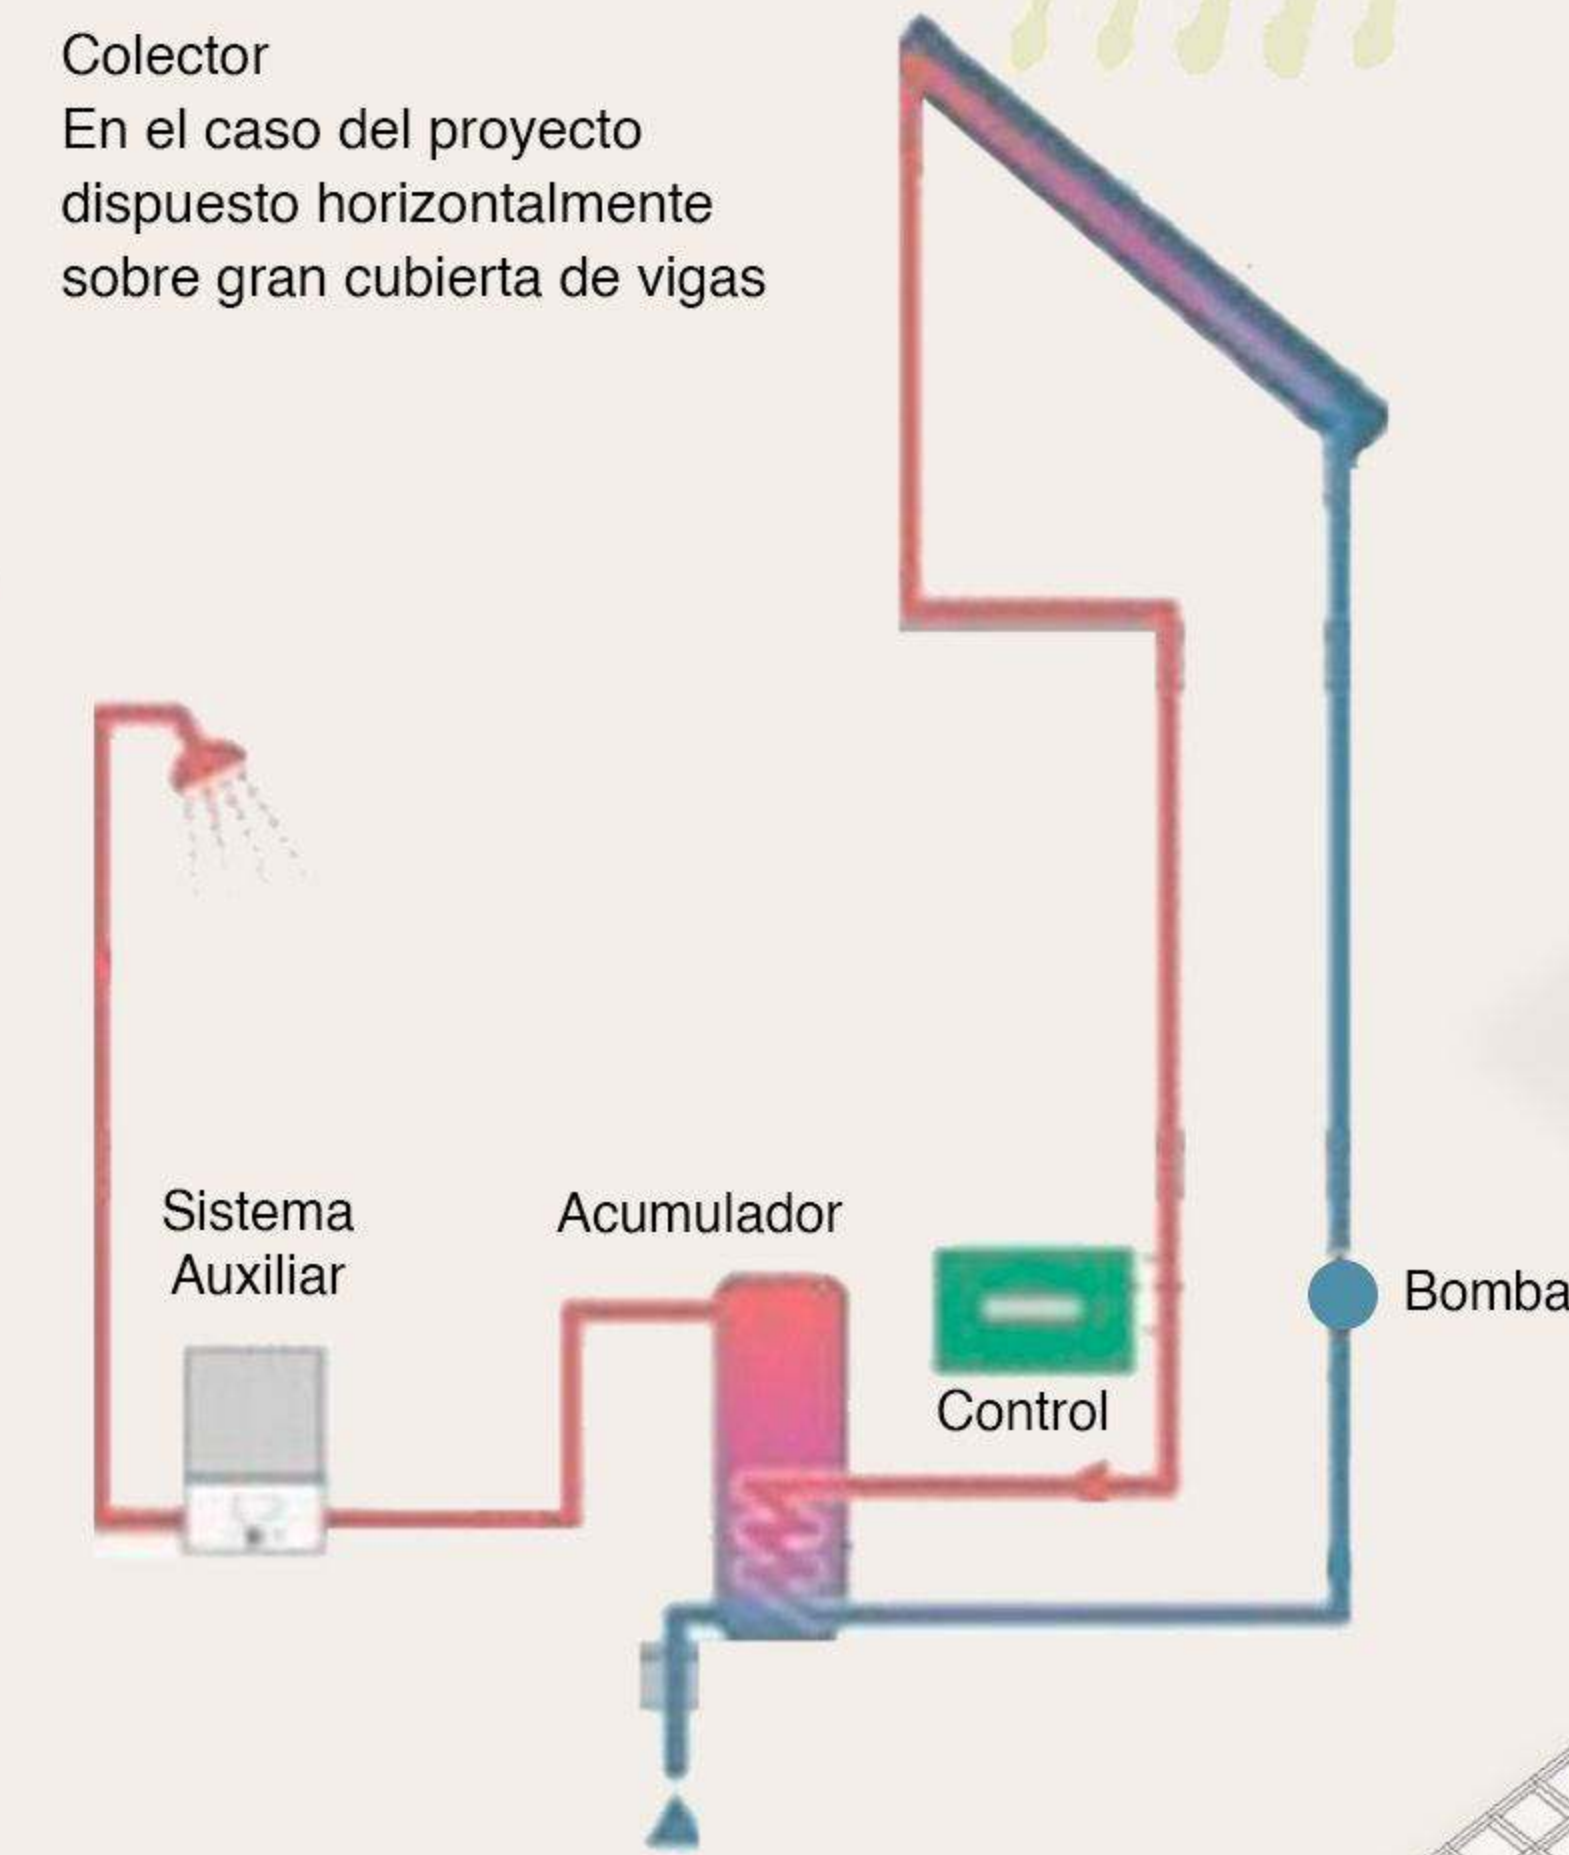 Colector
En el caso del proyecto
dispuesto horizontalmente
sobre gran cubierta de vigas
Sistema
Auxiliar
Acumulador
Control
Bomba